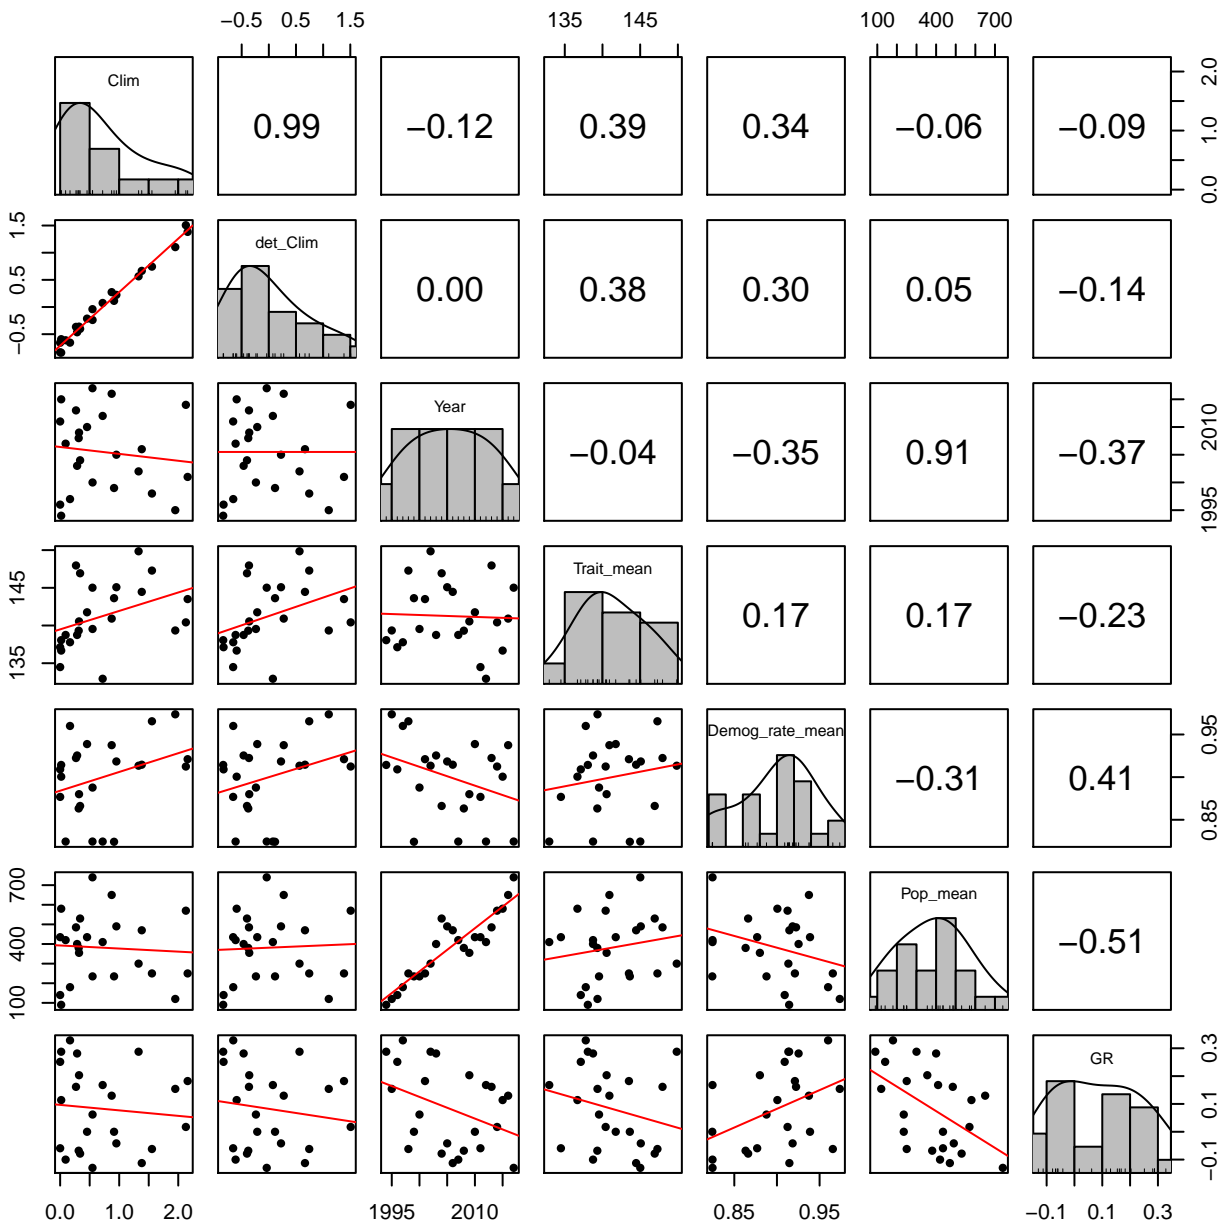 −0.5 0.5 1.5 135 145 100 400 700
Clim 0.99 −0.12 0.39 0.34 −0.06 −0.09 0.0 1.0 2.0
−0.5 0.5 1.5 det_Clim 0.00 0.38 0.30 0.05 −0.14
Year −0.04 −0.35 0.91 −0.37 1995 2010
135 145 Trait_mean 0.17 0.17 −0.23
Demog_rate_mean −0.31 0.41 0.85 0.95
100 400 700 Pop_mean −0.51
GR −0.1 0.1 0.3
0.0 1.0 2.0 1995 2010 0.85 0.95 −0.1 0.1 0.3